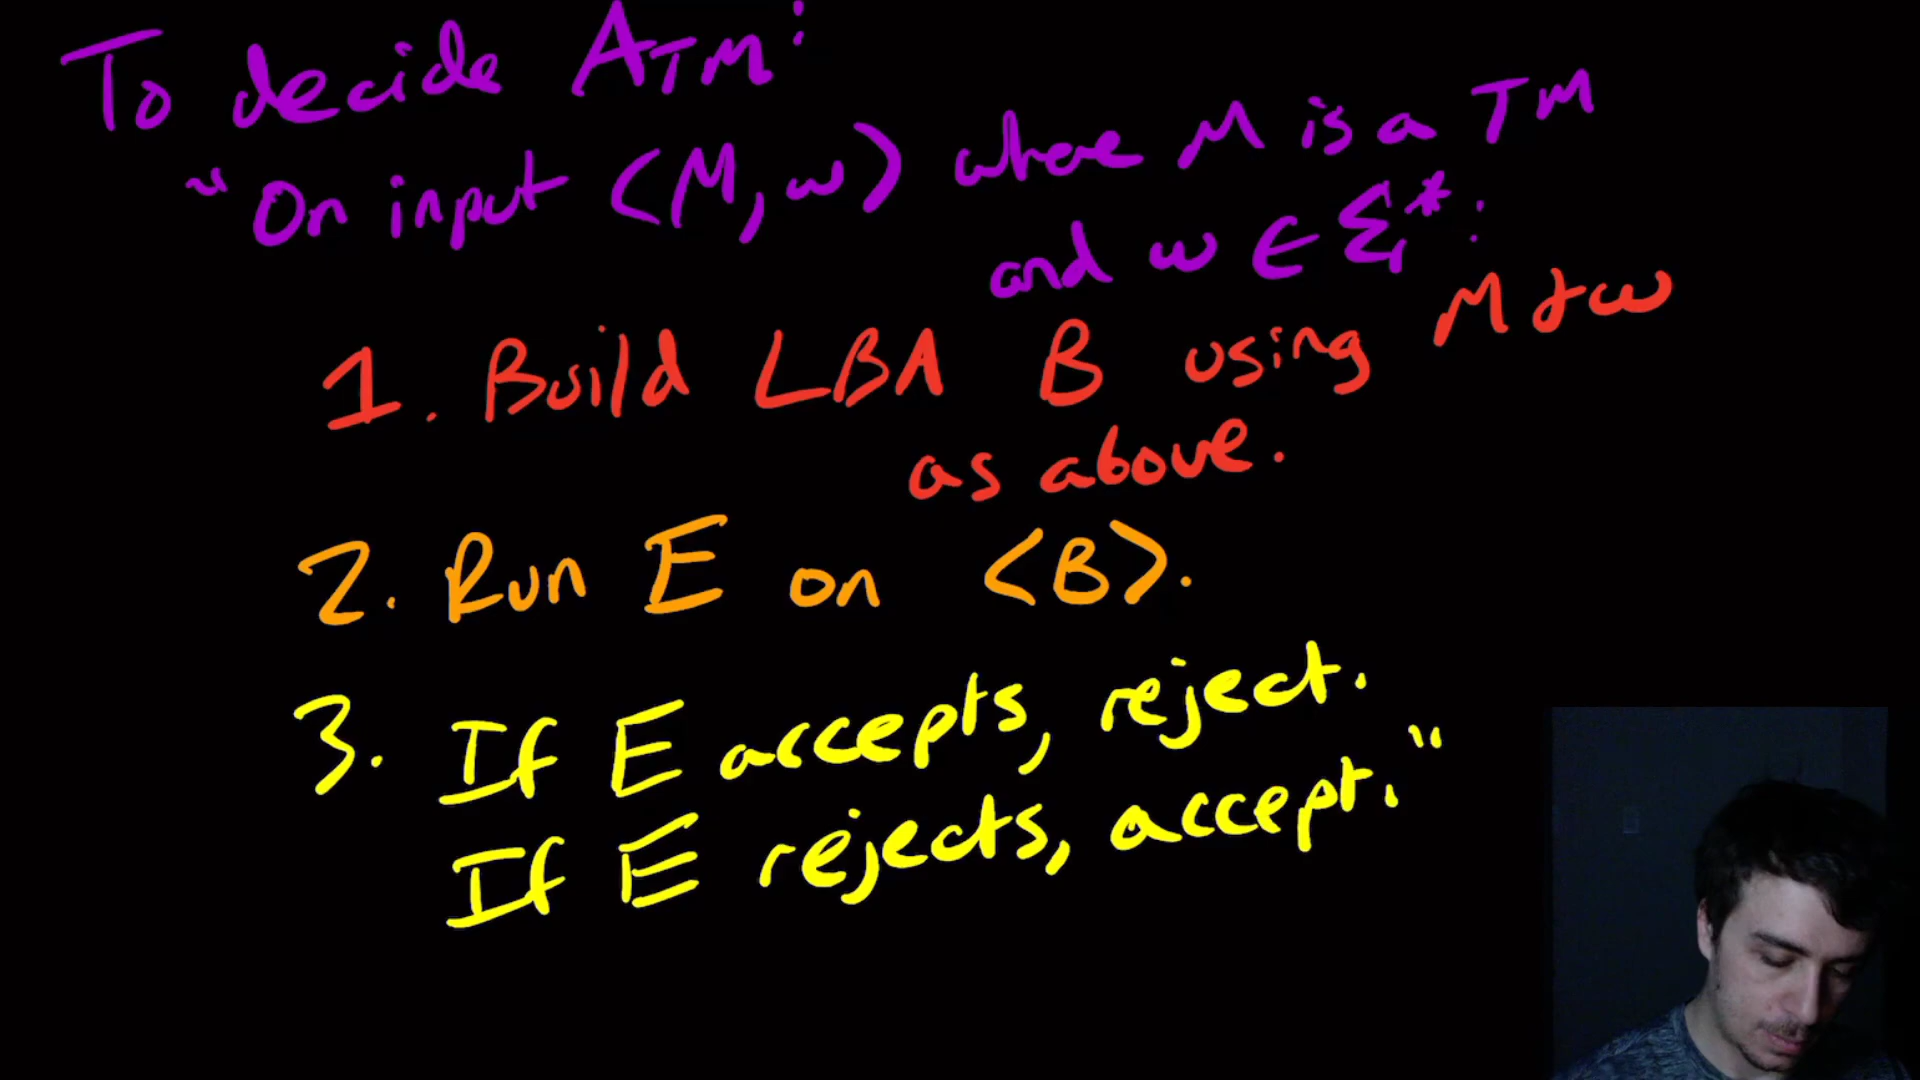 To decide A_TM:
"On input ⟨M, w⟩ where M is a TM
and w ∈ Σ*:
1. Build LBA B using M & w
as above.
2. Run E on ⟨B⟩.
3. If E accepts, reject.
If E rejects, accept."